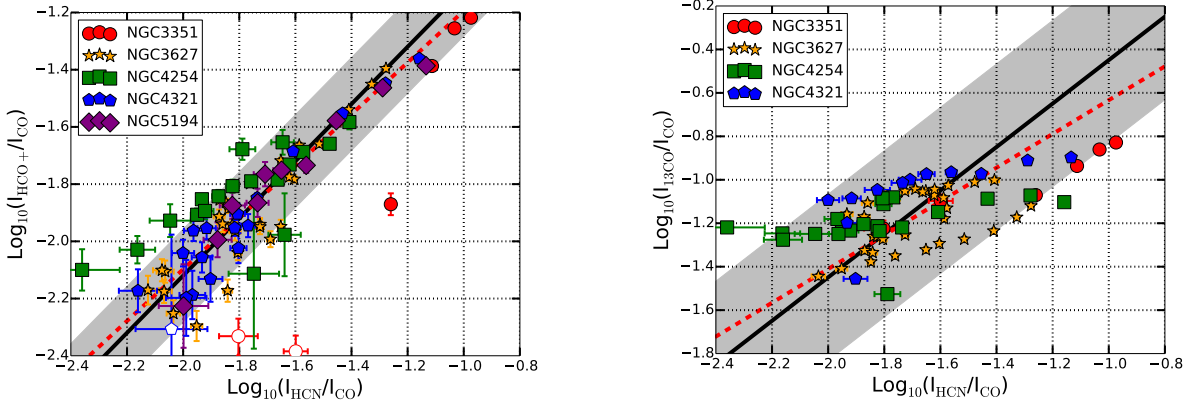 −1.2
−1.4
−1.6
−1.8
−2.0
−2.2
−2.4
Log10(IHCO+/ICO)
NGC3351
NGC3627
NGC4254
NGC4321
NGC5194
−2.4 −2.2 −2.0 −1.8 −1.6 −1.4 −1.2 −1.0 −0.8
Log10(IHCN/ICO)
−0.2
−0.4
−0.6
−0.8
−1.0
−1.2
−1.4
−1.6
−1.8
Log10(I13CO/ICO)
NGC3351
NGC3627
NGC4254
NGC4321
−2.4 −2.2 −2.0 −1.8 −1.6 −1.4 −1.2 −1.0 −0.8
Log10(IHCN/ICO)